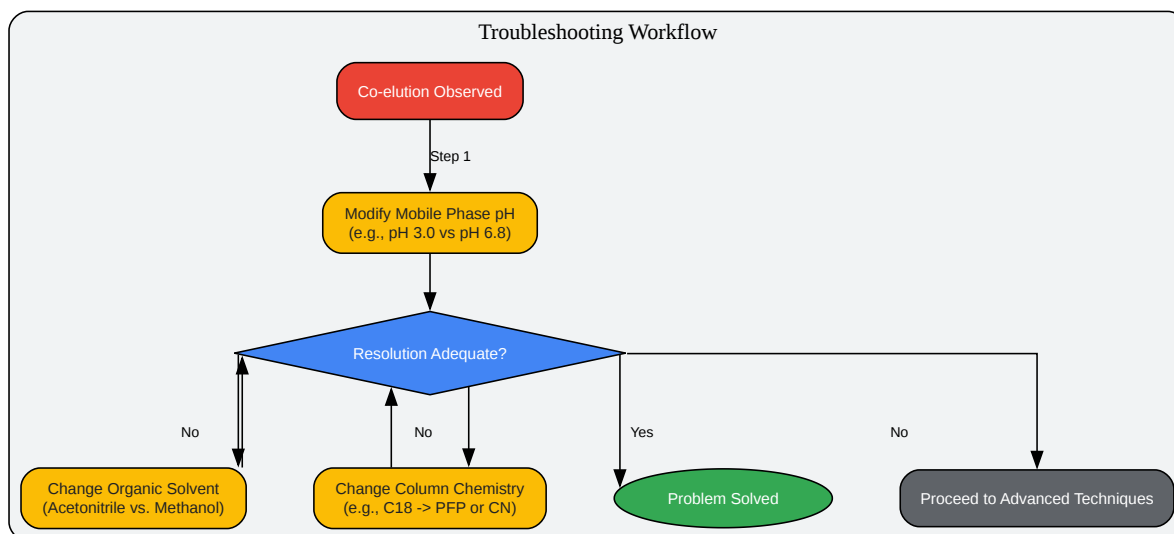 Troubleshooting Workflow
Co-elution Observed
Step 1
Modify Mobile Phase pH
(e.g., pH 3.0 vs pH 6.8)
Resolution Adequate?
No
No
Yes
No
Change Organic Solvent
(Acetonitrile vs. Methanol)
Change Column Chemistry
(e.g., C18 -> PFP or CN)
Problem Solved
Proceed to Advanced Techniques